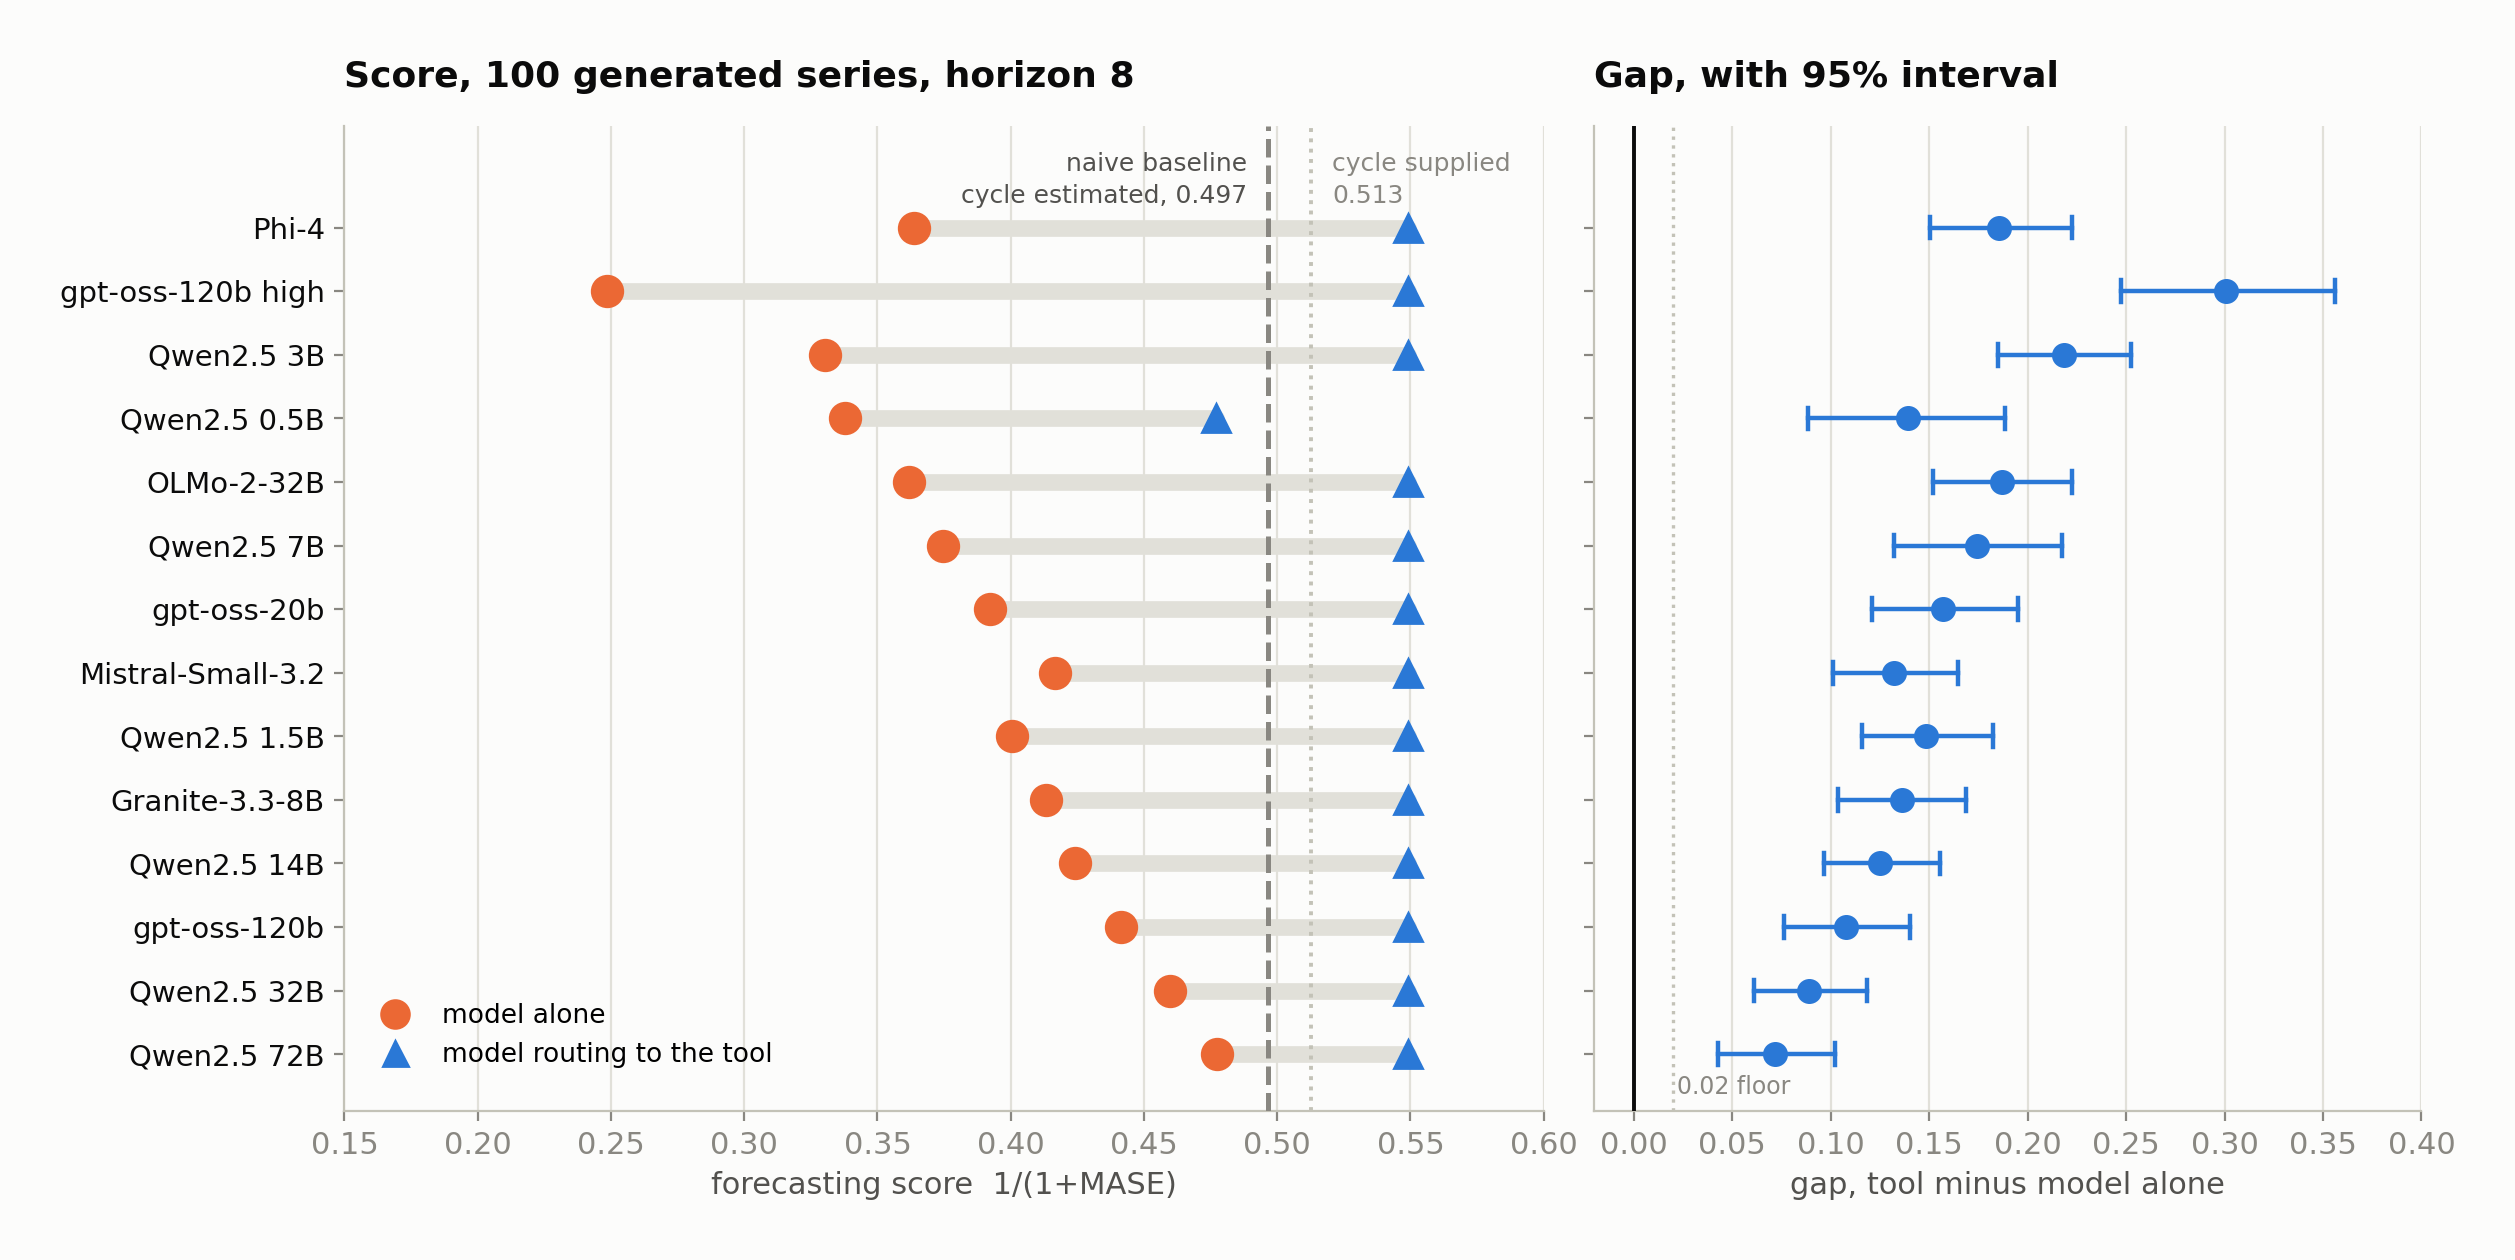 Score, 100 generated series, horizon 8
naive baseline
cycle estimated, 0.497
cycle supplied
0.513
Phi-4
gpt-oss-120b high
Qwen2.5 3B
Qwen2.5 0.5B
OLMo-2-32B
Qwen2.5 7B
gpt-oss-20b
Mistral-Small-3.2
Qwen2.5 1.5B
Granite-3.3-8B
Qwen2.5 14B
gpt-oss-120b
Qwen2.5 32B
Qwen2.5 72B
model alone
model routing to the tool
0.15 0.20 0.25 0.30 0.35 0.40 0.45 0.50 0.55 0.60
forecasting score 1/(1+MASE)
Gap, with 95% interval
0.02 floor
0.00 0.05 0.10 0.15 0.20 0.25 0.30 0.35 0.40
gap, tool minus model alone